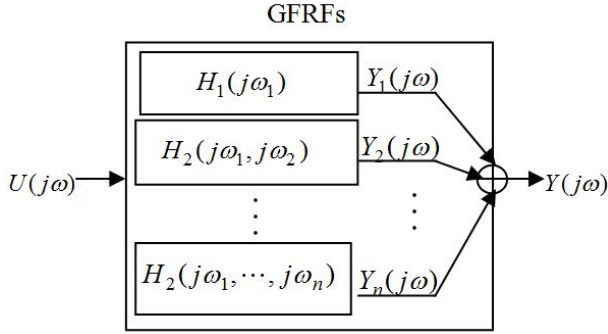 GFRFs
H₁(jω₁)
Y₁(jω)
H₂(jω₁, jω₂)
Y₂(jω)
U(jω)
Y(jω)
⋮
⋮
H₂(jω₁, ⋯, jωₙ)
Yₙ(jω)